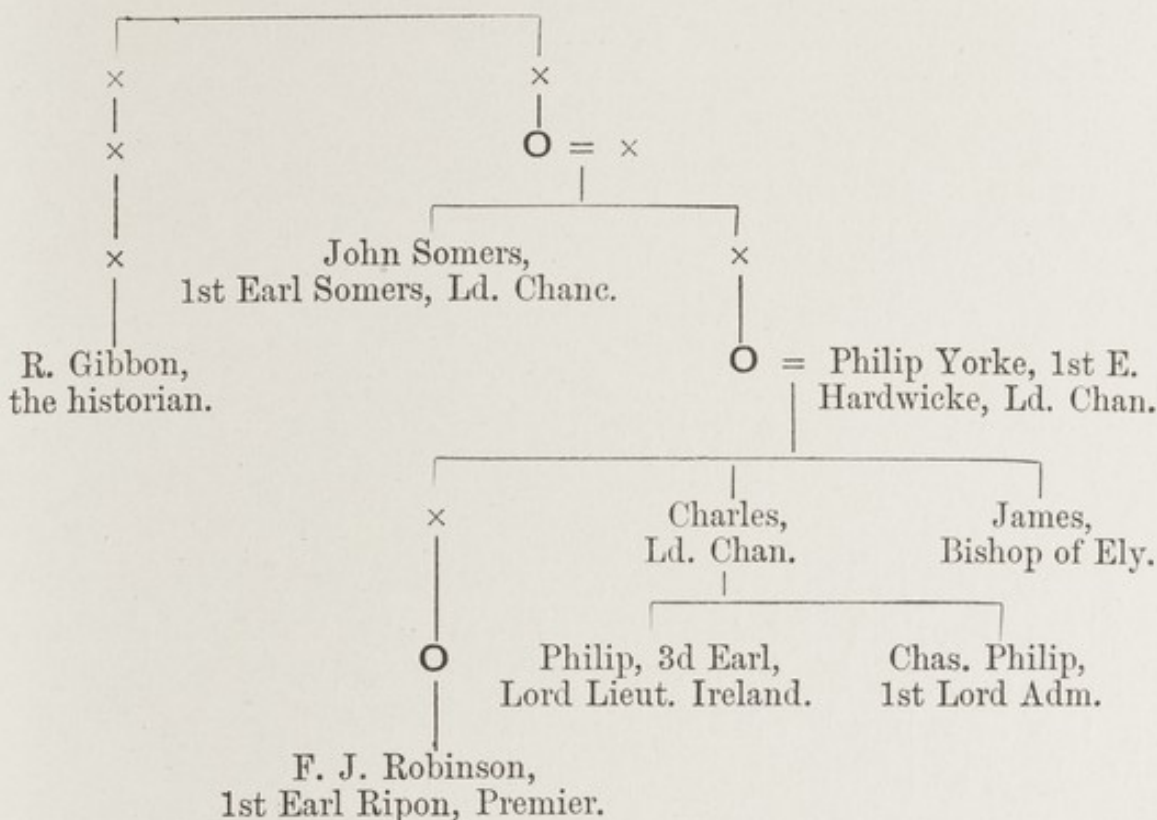 × ×
× O = ×
John Somers,
1st Earl Somers, Ld. Chanc.
× ×
R. Gibbon,
the historian.
O = Philip Yorke, 1st E.
Hardwicke, Ld. Chan.
×
Charles,
Ld. Chan.
James,
Bishop of Ely.
O
Philip, 3d Earl,
Lord Lieut. Ireland.
Chas. Philip,
1st Lord Adm.
F. J. Robinson,
1st Earl Ripon, Premier.